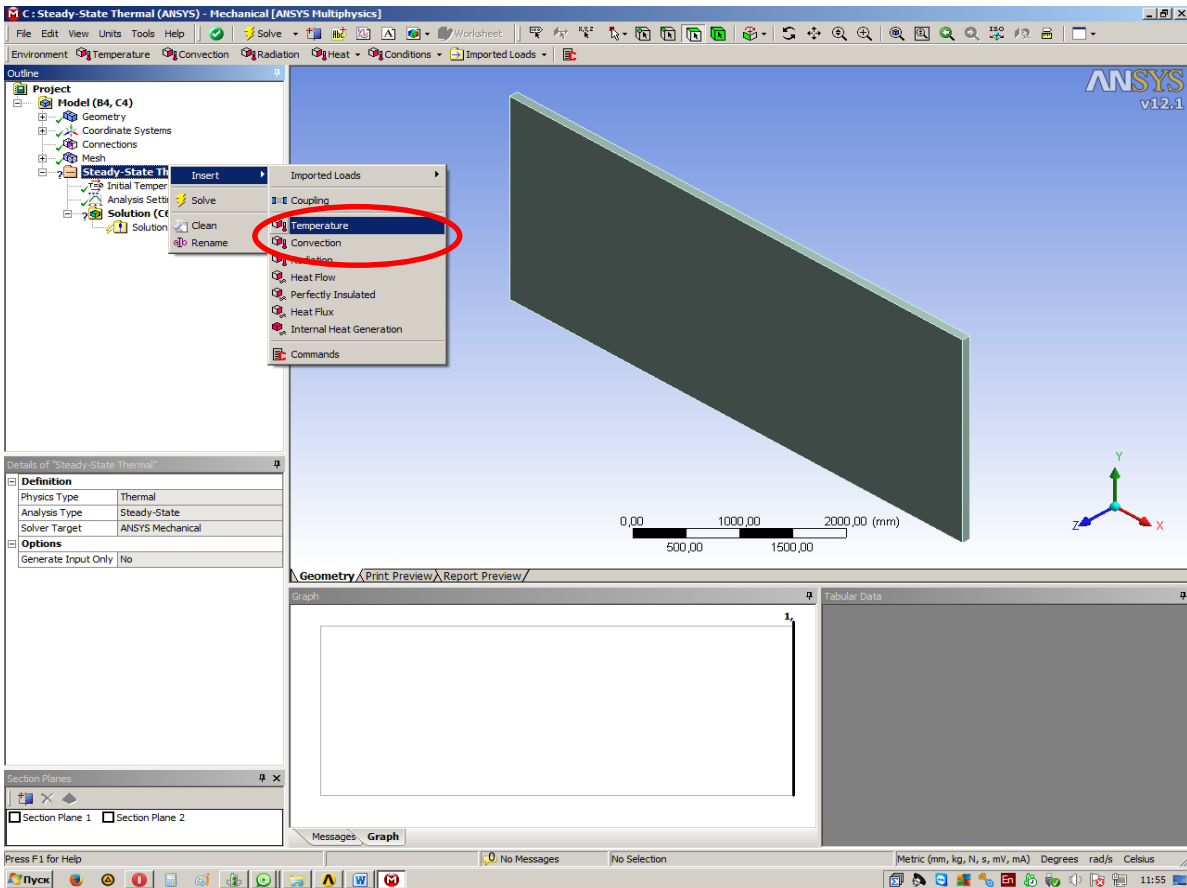 C : Steady-State Thermal (ANSYS) - Mechanical [ANSYS Multiphysics]
File Edit View Units Tools Help Solve Worksheet
Environment Temperature Convection Radiation Heat Conditions Imported Loads
Outline
Project
Model (B4, C4)
Geometry
Coordinate Systems
Connections
Mesh
Steady-State Th
Initial Temper
Analysis Setti
Solution (C6
Solution
Insert
Solve
Clean
Rename
Imported Loads
Coupling
Temperature
Convection
Radiation
Heat Flow
Perfectly Insulated
Heat Flux
Internal Heat Generation
Commands
ANSYS
v12.1
Y
Z X
0,00 1000,00 2000,00 (mm)
500,00 1500,00
Details of "Steady-State Thermal"
Definition
Physics Type Thermal
Analysis Type Steady-State
Solver Target ANSYS Mechanical
Options
Generate Input Only No
Geometry Print Preview Report Preview
Graph
1,
Tabular Data
Section Planes
Section Plane 1 Section Plane 2
Messages Graph
Press F1 for Help 0 No Messages No Selection Metric (mm, kg, N, s, mV, mA) Degrees rad/s Celsius
Пуск En 11:55